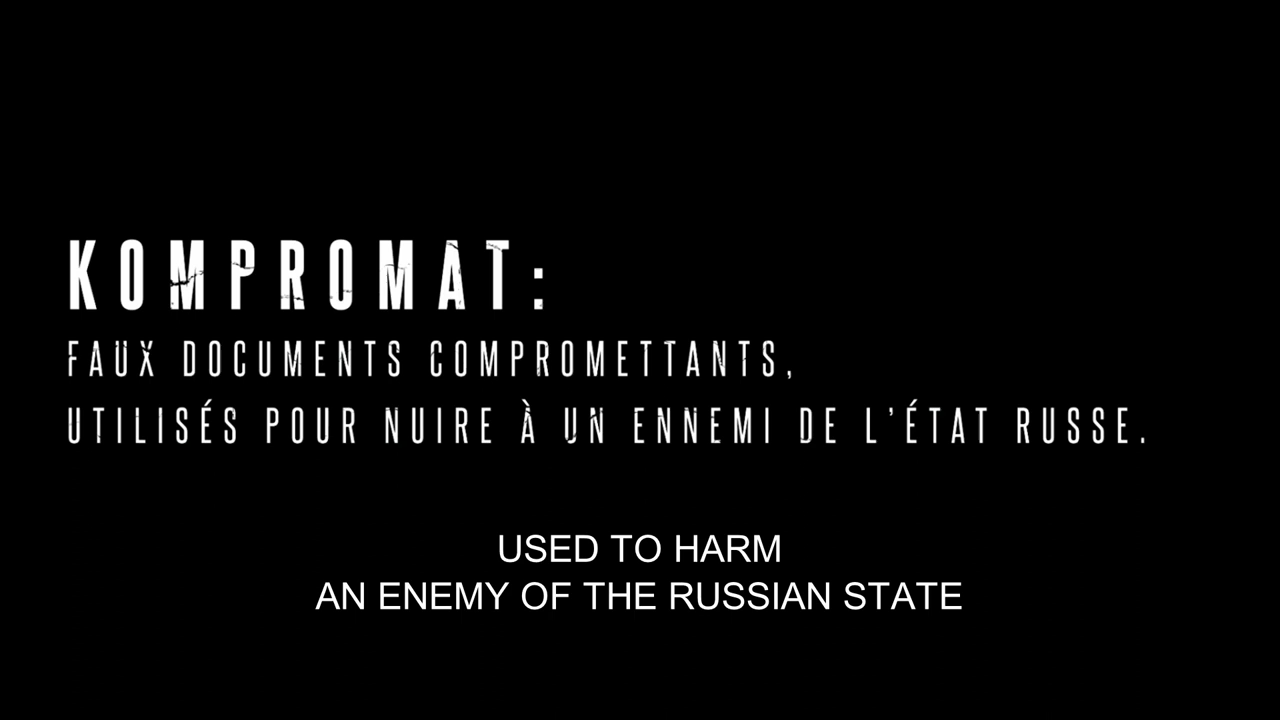 KOMPROMAT:
FAUX DOCUMENTS COMPROMETTANTS,
UTILISÉS POUR NUIRE À UN ENNEMI DE L'ÉTAT RUSSE.
USED TO HARM
AN ENEMY OF THE RUSSIAN STATE